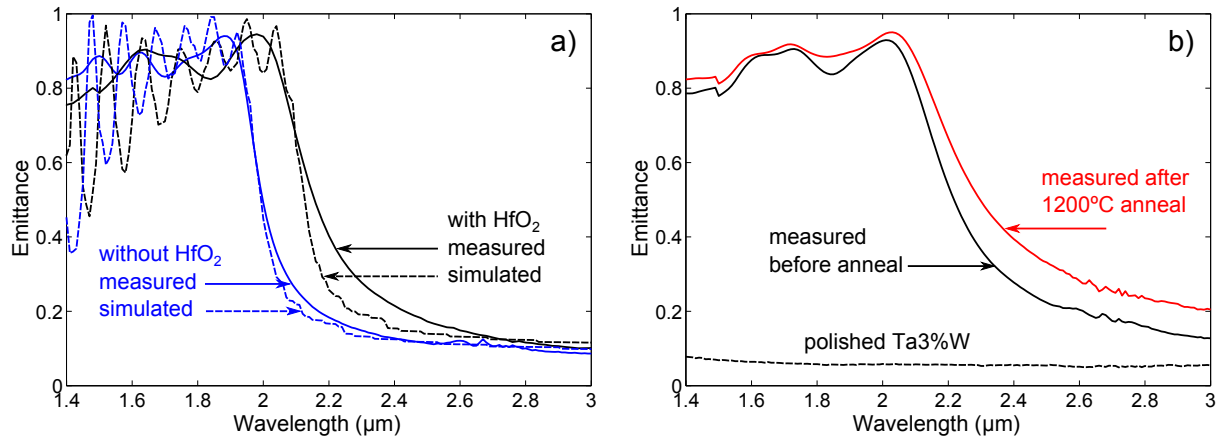 a)
with HfO2
measured
simulated
without HfO2
measured
simulated
Emittance
1
0.8
0.6
0.4
0.2
0
1.4
1.6
1.8
2
2.2
2.4
2.6
2.8
3
Wavelength (µm)
b)
measured after
1200ºC anneal
measured
before anneal
polished Ta3%W
Emittance
1
0.8
0.6
0.4
0.2
0
1.4
1.6
1.8
2
2.2
2.4
2.6
2.8
3
Wavelength (µm)